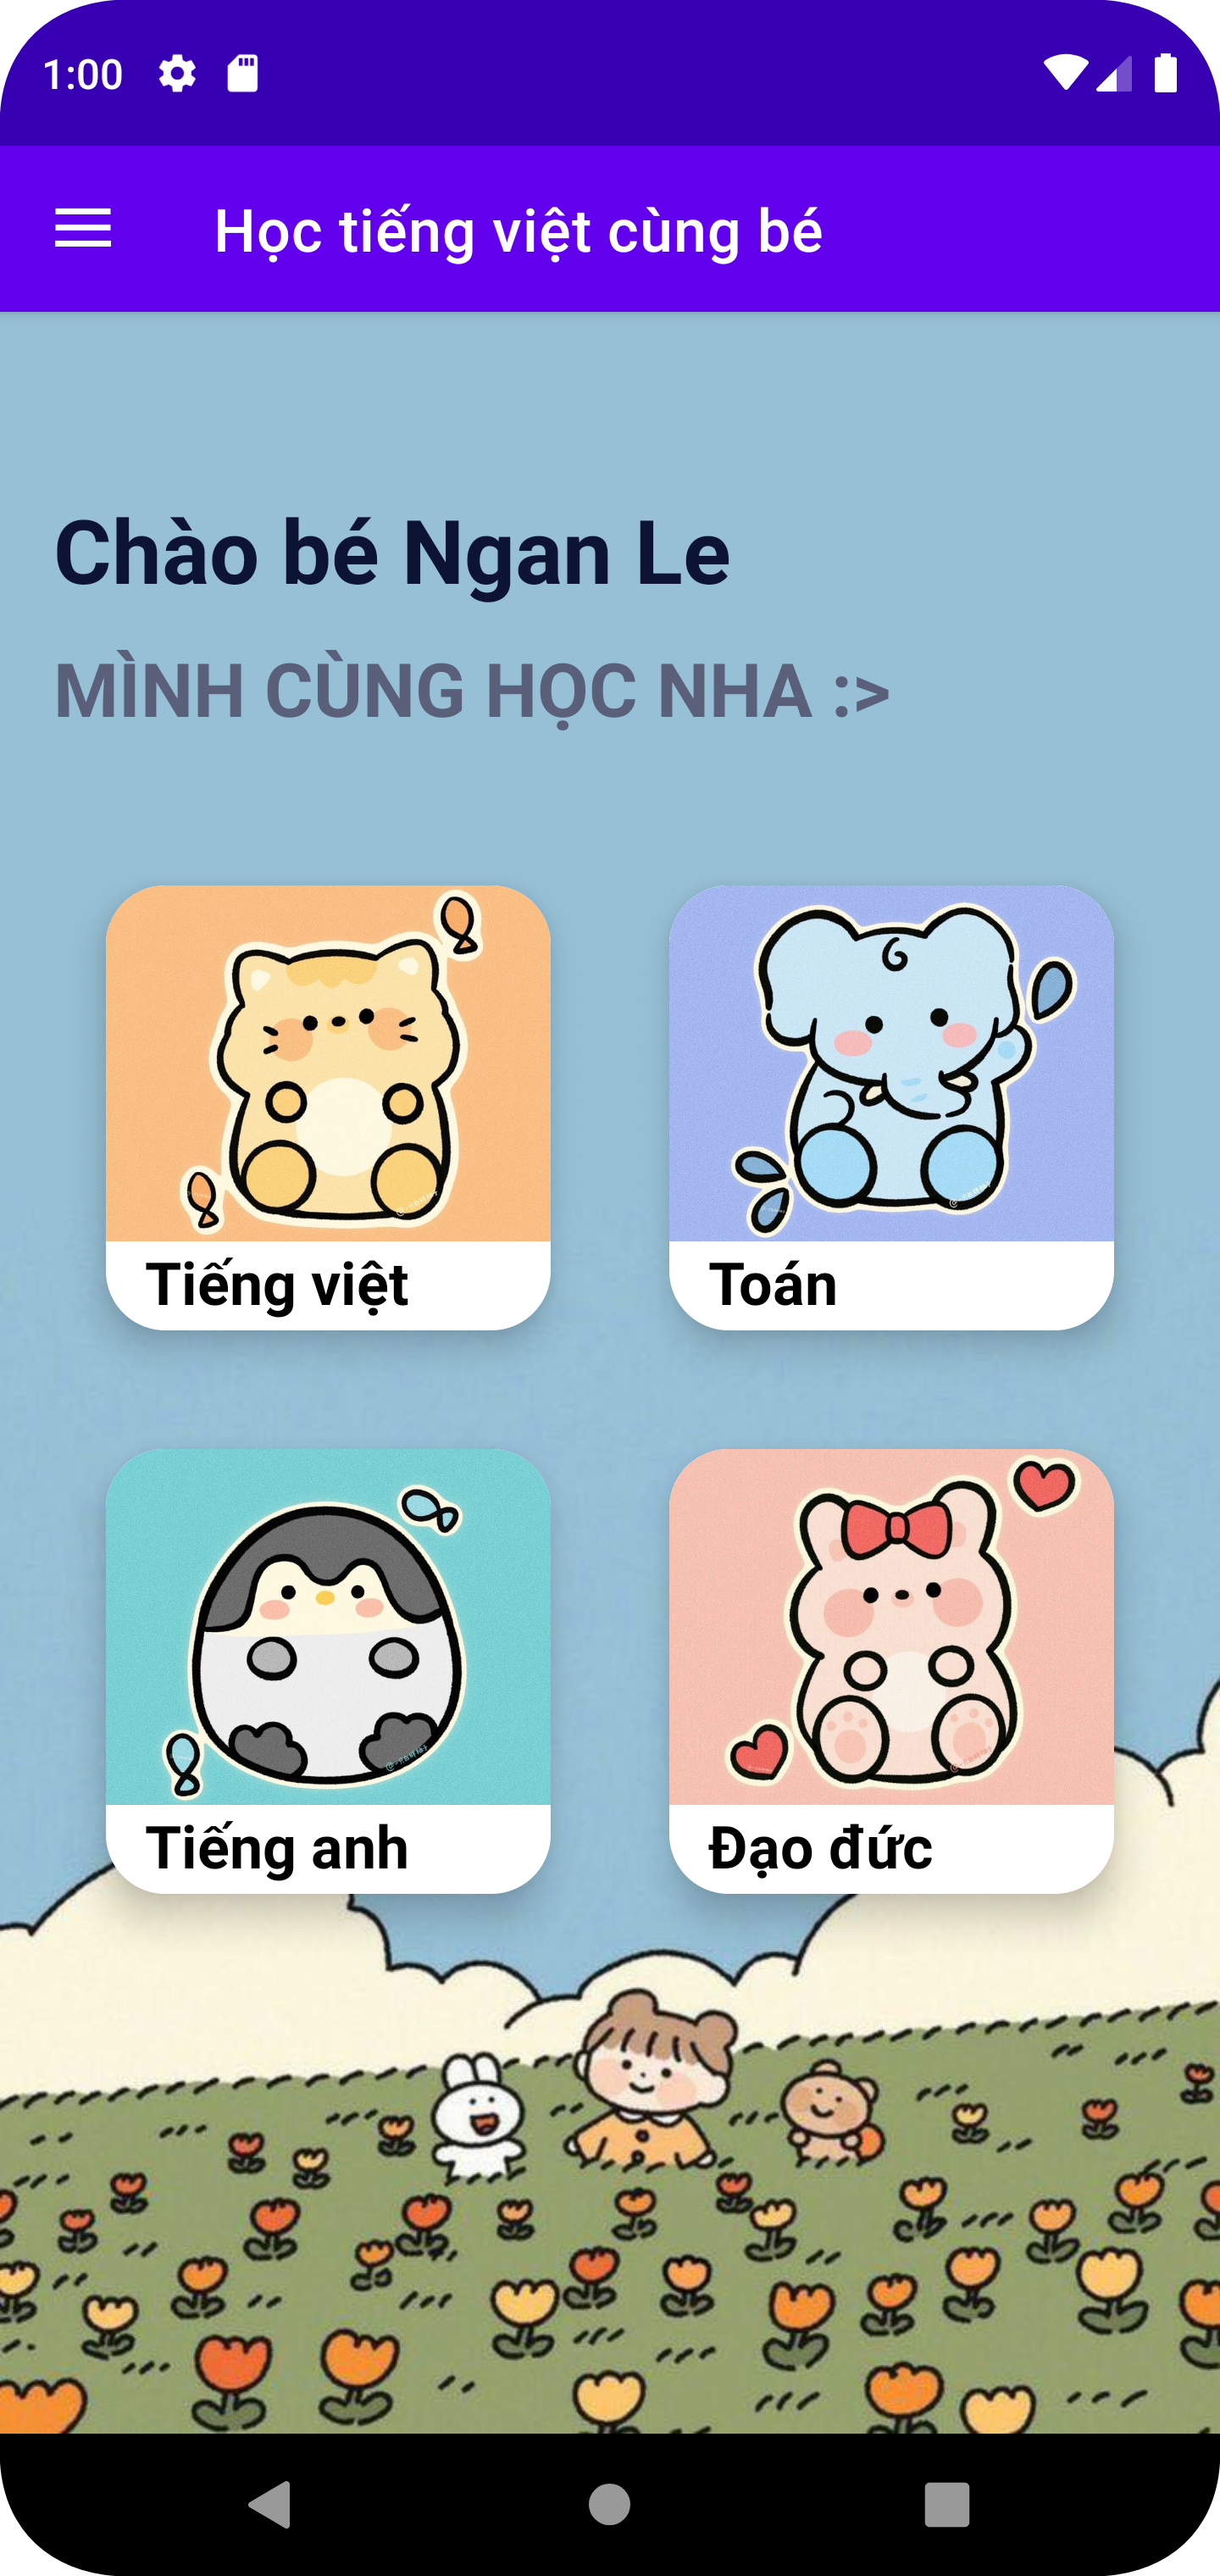 1:00
Học tiếng việt cùng bé
Chào bé Ngan Le
MÌNH CÙNG HỌC NHA :>
Tiếng việt
Toán
Tiếng anh
Đạo đức